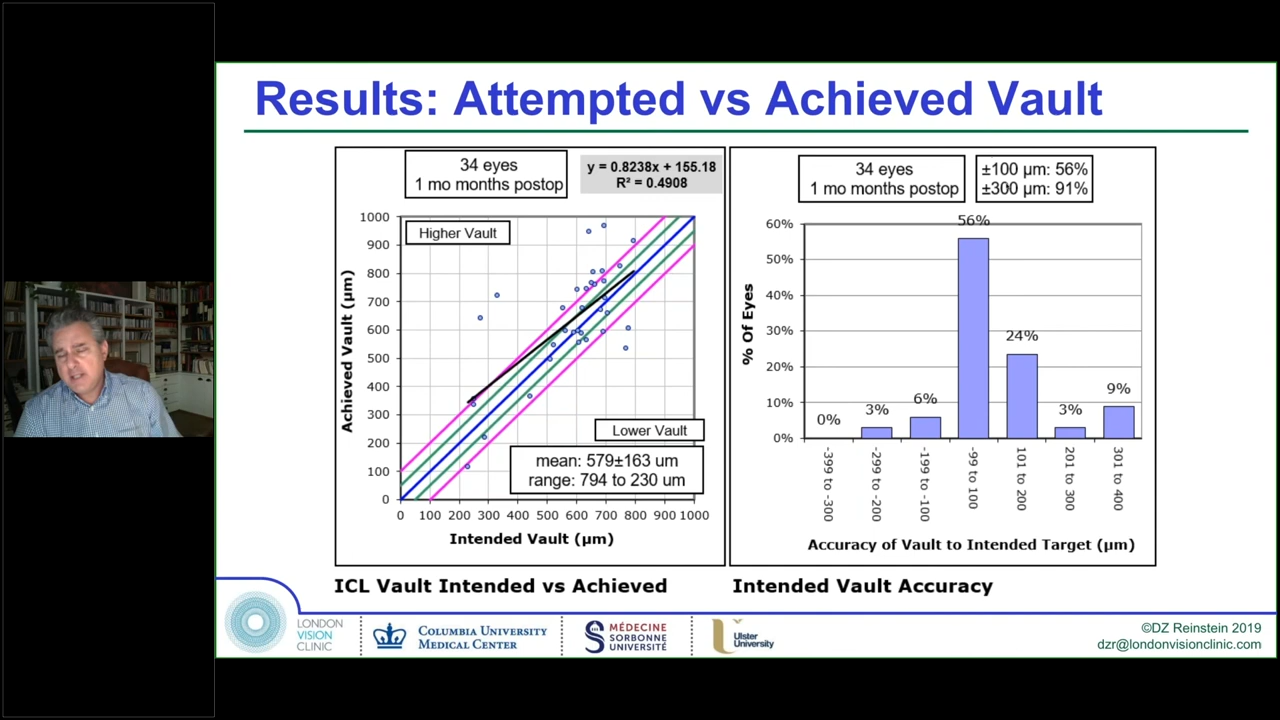 Results: Attempted vs Achieved Vault
34 eyes
1 mo months postop
y = 0.8238x + 155.18
R² = 0.4908
Higher Vault
1000
900
800
700
600
500
400
300
200
100
0
Achieved Vault (µm)
Lower Vault
mean: 579±163 um
range: 794 to 230 um
0 100 200 300 400 500 600 700 800 900 1000
Intended Vault (µm)
ICL Vault Intended vs Achieved
34 eyes
1 mo months postop
±100 µm: 56%
±300 µm: 91%
60%
50%
40%
30%
20%
10%
0%
% Of Eyes
0%
3%
6%
56%
24%
3%
9%
-399 to -300
-299 to -200
-199 to -100
-99 to 100
101 to 200
201 to 300
301 to 400
Accuracy of Vault to Intended Target (µm)
Intended Vault Accuracy
LONDON
VISION
CLINIC
COLUMBIA UNIVERSITY
MEDICAL CENTER
MÉDECINE
SORBONNE
UNIVERSITÉ
Ulster
University
©DZ Reinstein 2019
dzr@londonvisionclinic.com